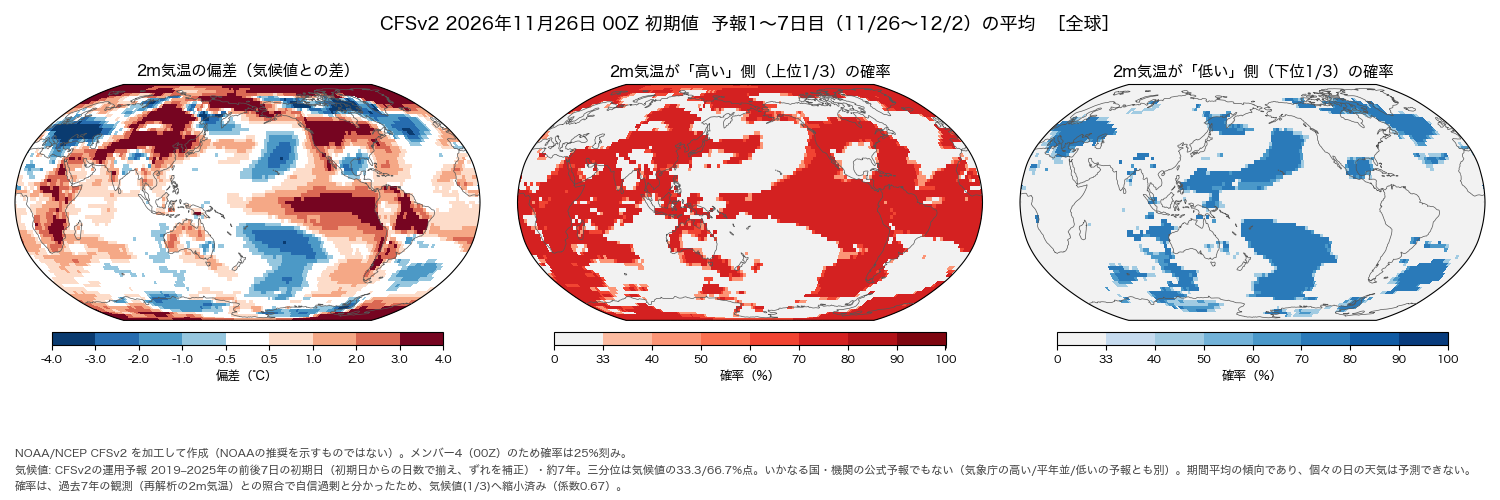 CFSv2 2026年11月26日 00Z 初期値 予報1～7日目（11/26～12/2）の平均 ［全球］
2m気温の偏差（気候値との差）
2m気温が「高い」側（上位1/3）の確率
2m気温が「低い」側（下位1/3）の確率
-4.0 -3.0 -2.0 -1.0 -0.5 0.5 1.0 2.0 3.0 4.0
偏差（℃）
0 33 40 50 60 70 80 90 100
確率（%）
0 33 40 50 60 70 80 90 100
確率（%）
NOAA/NCEP CFSv2 を加工して作成（NOAAの推奨を示すものではない）。メンバー4（00Z）のため確率は25%刻み。
気候値: CFSv2の運用予報 2019–2025年の前後7日の初期日（初期日からの日数で揃え、ずれを補正）・約7年。三分位は気候値の33.3/66.7%点。いかなる国・機関の公式予報でもない（気象庁の高い/平年並/低いの予報とも別）。期間平均の傾向であり、個々の日の天気は予測できない。
確率は、過去7年の観測（再解析の2m気温）との照合で自信過剰と分かったため、気候値(1/3)へ縮小済み（係数0.67）。